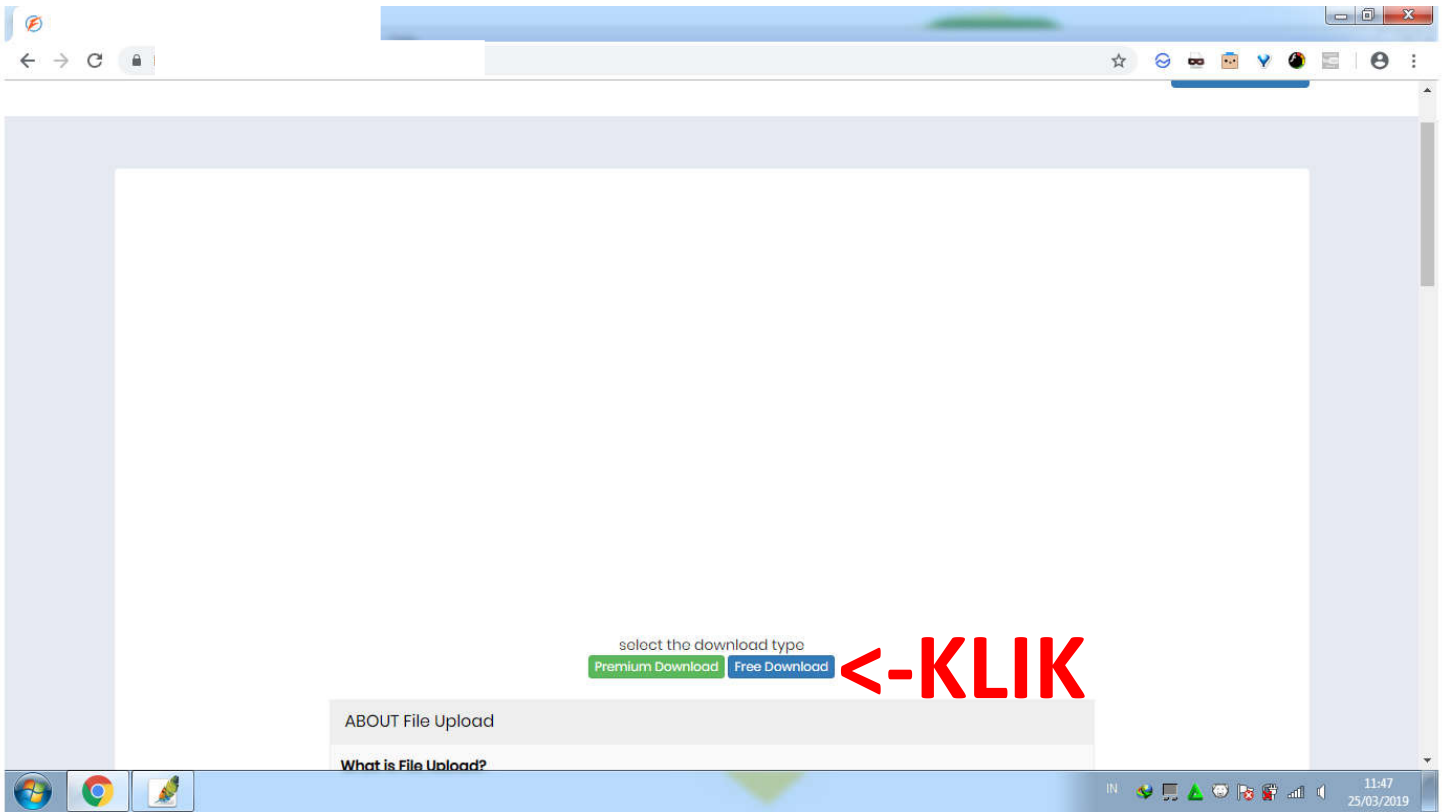 select the download type
Premium Download Free Download <-KLIK
ABOUT File Upload
What is File Upload?
IN 11:47
25/03/2019